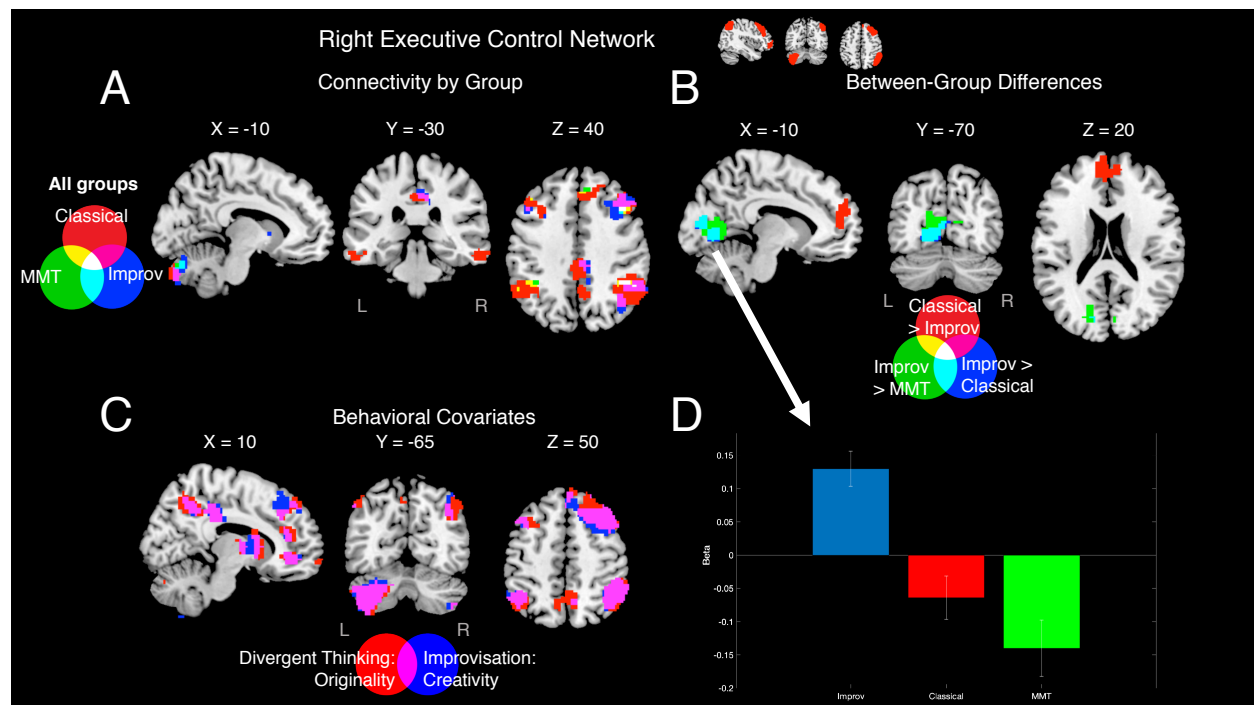 Right Executive Control Network
A
Connectivity by Group
X = -10
Y = -30
Z = 40
All groups
Classical
MMT
Improv
L
R
B
Between-Group Differences
X = -10
Y = -70
Z = 20
L
R
Classical
> Improv
Improv
> MMT
Improv >
Classical
C
Behavioral Covariates
X = 10
Y = -65
Z = 50
L
R
Divergent Thinking:
Originality
Improvisation:
Creativity
D
0.15
0.1
0.05
0
-0.05
-0.1
-0.15
-0.2
Beta
Improv
Classical
MMT